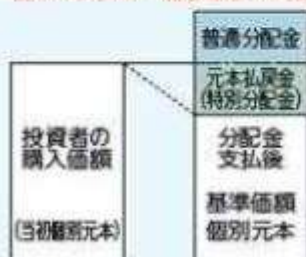 普通分配金
元本払戻金
(特別分配金)
投資者の
購入価額
(当初個別元本)
分配金
支払後
基準価額
個別元本